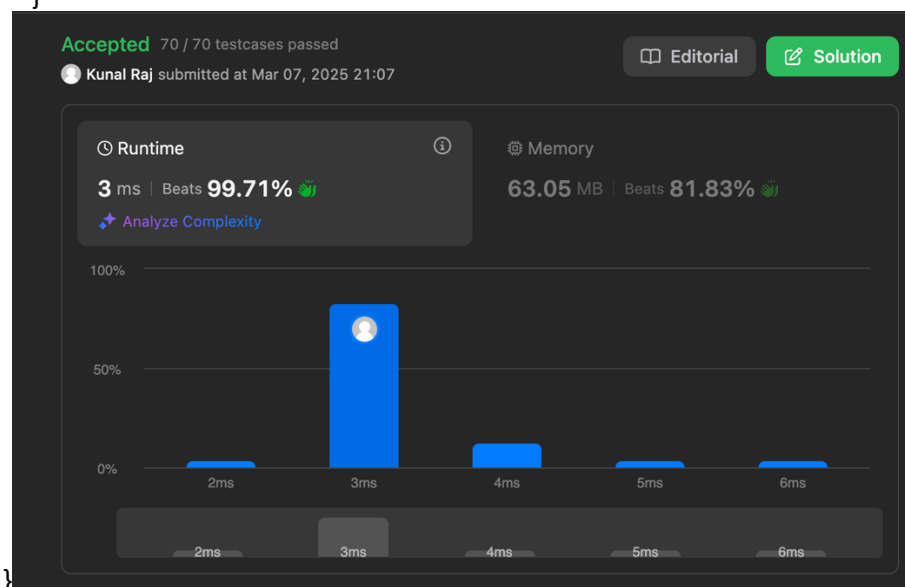 }
Accepted 70 / 70 testcases passed
Editorial
Solution
Kunal Raj submitted at Mar 07, 2025 21:07
Runtime
3 ms | Beats 99.71%
Analyze Complexity
Memory
63.05 MB | Beats 81.83%
100%
50%
0%
2ms 3ms 4ms 5ms 6ms
2ms 3ms 4ms 5ms 6ms
}